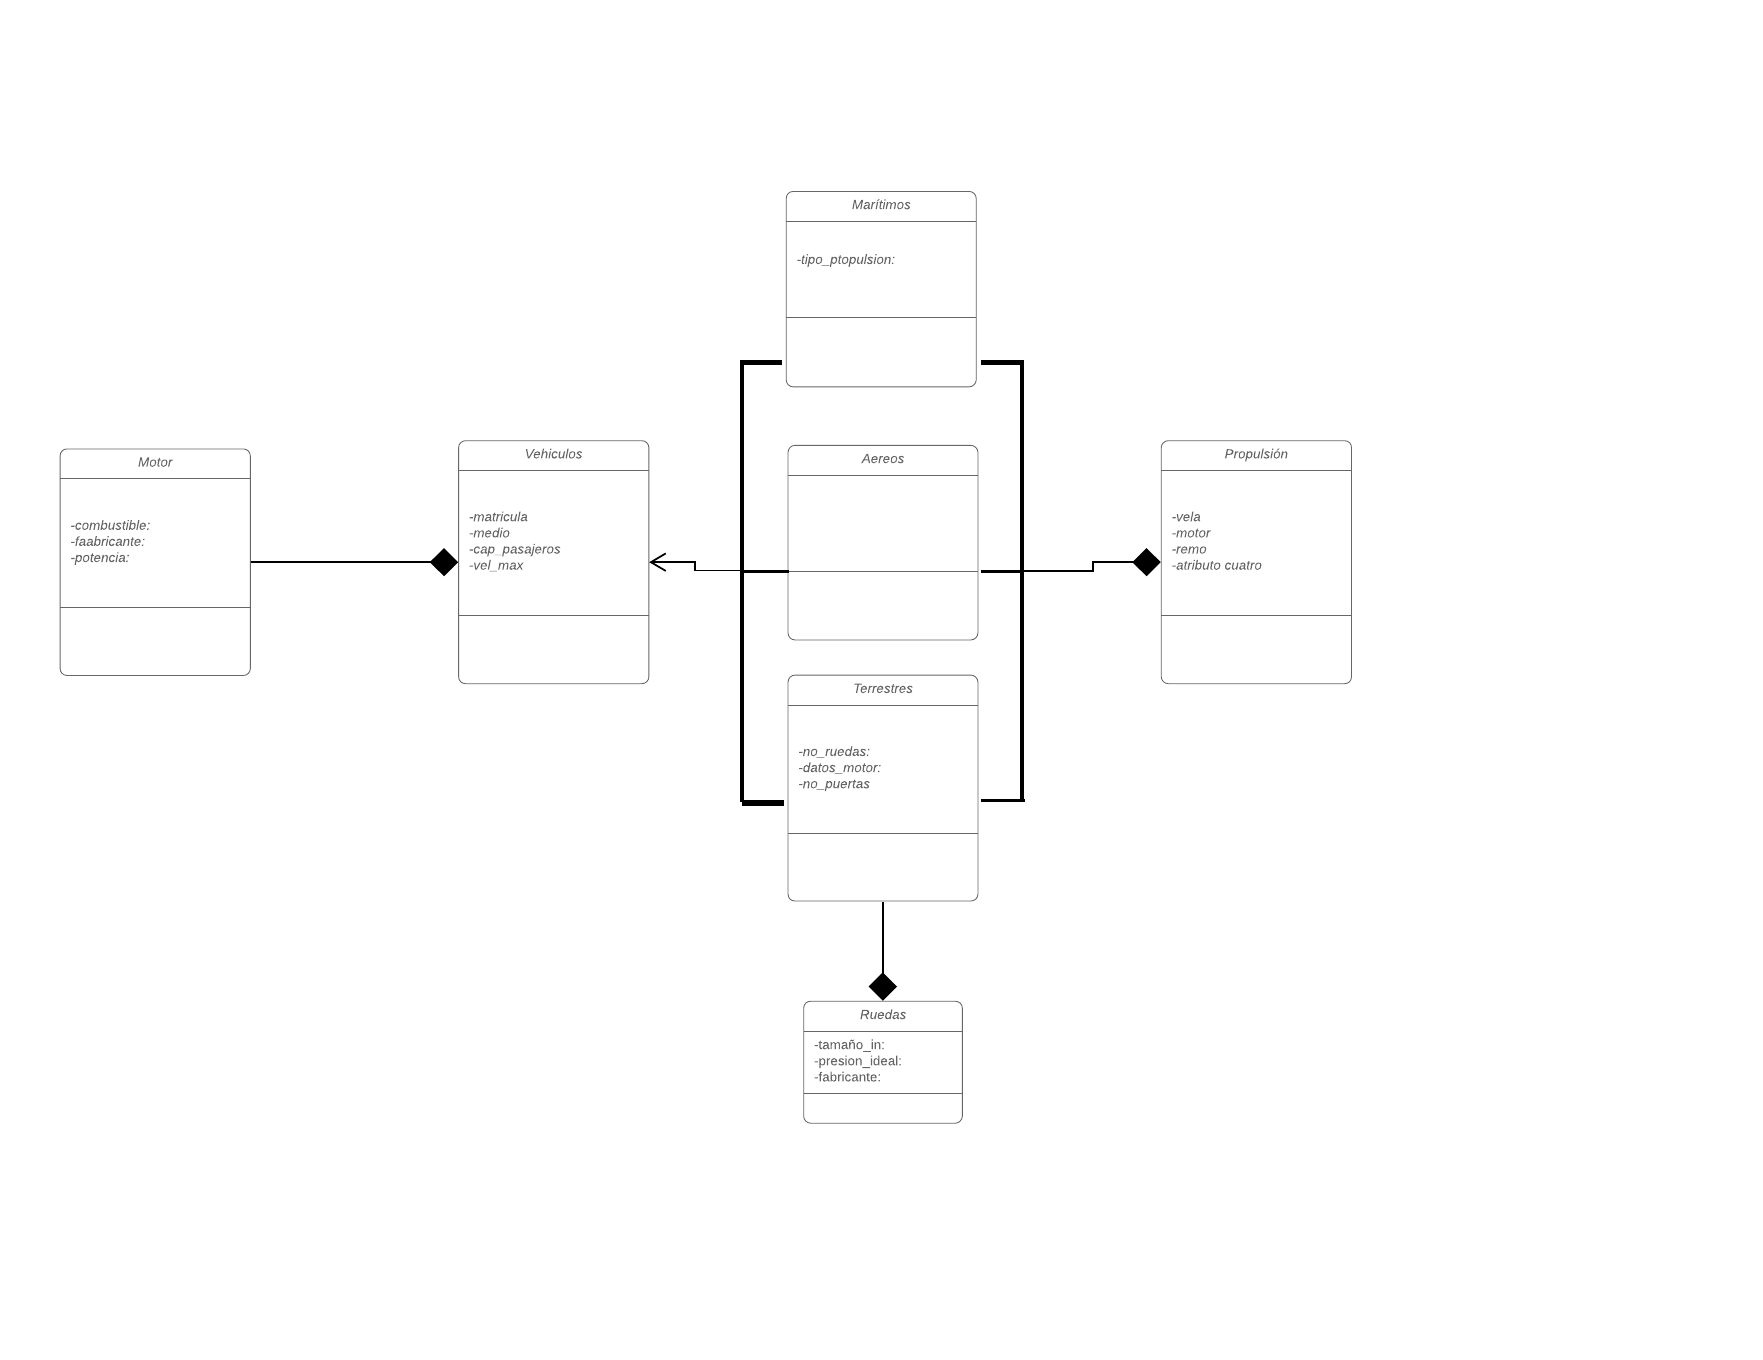 Marítimos
-tipo_ptopulsion:
Motor
-combustible:
-faabricante:
-potencia:
Vehiculos
-matricula
-medio
-cap_pasajeros
-vel_max
Aereos
Propulsión
-vela
-motor
-remo
-atributo cuatro
Terrestres
-no_ruedas:
-datos_motor:
-no_puertas
Ruedas
-tamaño_in:
-presion_ideal:
-fabricante: